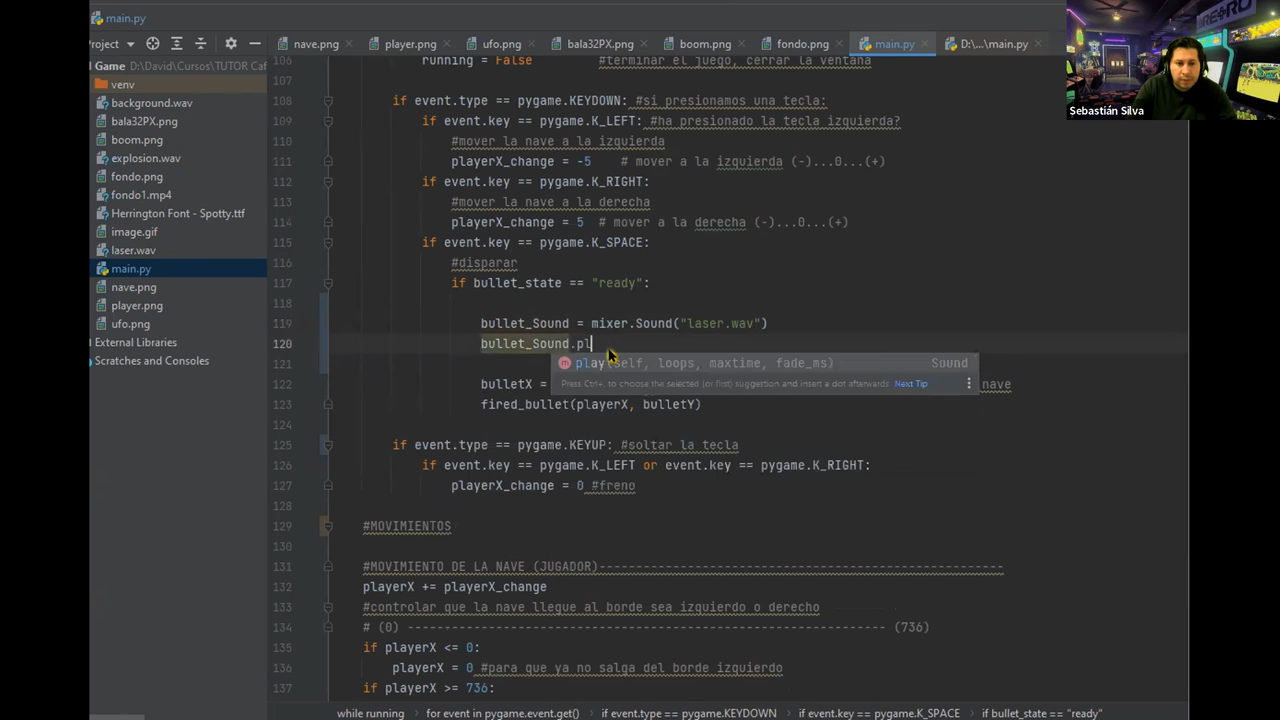 main.py
Project
nave.png
player.png
ufo.png
bala32PX.png
boom.png
fondo.png
main.py
D:\...\main.py
RETRO
Sebastián Silva
Game D:\David\Cursos\TUTOR Caf
venv
background.wav
bala32PX.png
boom.png
explosion.wav
fondo.png
fondo1.mp4
Herrington Font - Spotty.ttf
image.gif
laser.wav
main.py
nave.png
player.png
ufo.png
External Libraries
Scratches and Consoles
106 running = False #terminar el juego, cerrar la ventana
107
108 if event.type == pygame.KEYDOWN: #si presionamos una tecla:
109 if event.key == pygame.K_LEFT: #ha presionado la tecla izquierda?
110 #mover la nave a la izquierda
111 playerX_change = -5 # mover a la izquierda (-)...0...(+)
112 if event.key == pygame.K_RIGHT:
113 #mover la nave a la derecha
114 playerX_change = 5 # mover a la derecha (-)...0...(+)
115 if event.key == pygame.K_SPACE:
116 #disparar
117 if bullet_state == "ready":
118
119 bullet_Sound = mixer.Sound("laser.wav")
120 bullet_Sound.pl
play(self, loops, maxtime, fade_ms) Sound
121
Press Ctrl+. to choose the selected (or first) suggestion and insert a dot afterwards Next Tip
122 bulletX = nave
123 fired_bullet(playerX, bulletY)
124
125 if event.type == pygame.KEYUP: #soltar la tecla
126 if event.key == pygame.K_LEFT or event.key == pygame.K_RIGHT:
127 playerX_change = 0 #freno
128
129 #MOVIMIENTOS
130
131 #MOVIMIENTO DE LA NAVE (JUGADOR)-------------------------------------------------------
132 playerX += playerX_change
133 #controlar que la nave llegue al borde sea izquierdo o derecho
134 # (0) --------------------------------------------------------------------- (736)
135 if playerX <= 0:
136 playerX = 0 #para que ya no salga del borde izquierdo
137 if playerX >= 736:
while running
for event in pygame.event.get()
if event.type == pygame.KEYDOWN
if event.key == pygame.K_SPACE
if bullet_state == "ready"